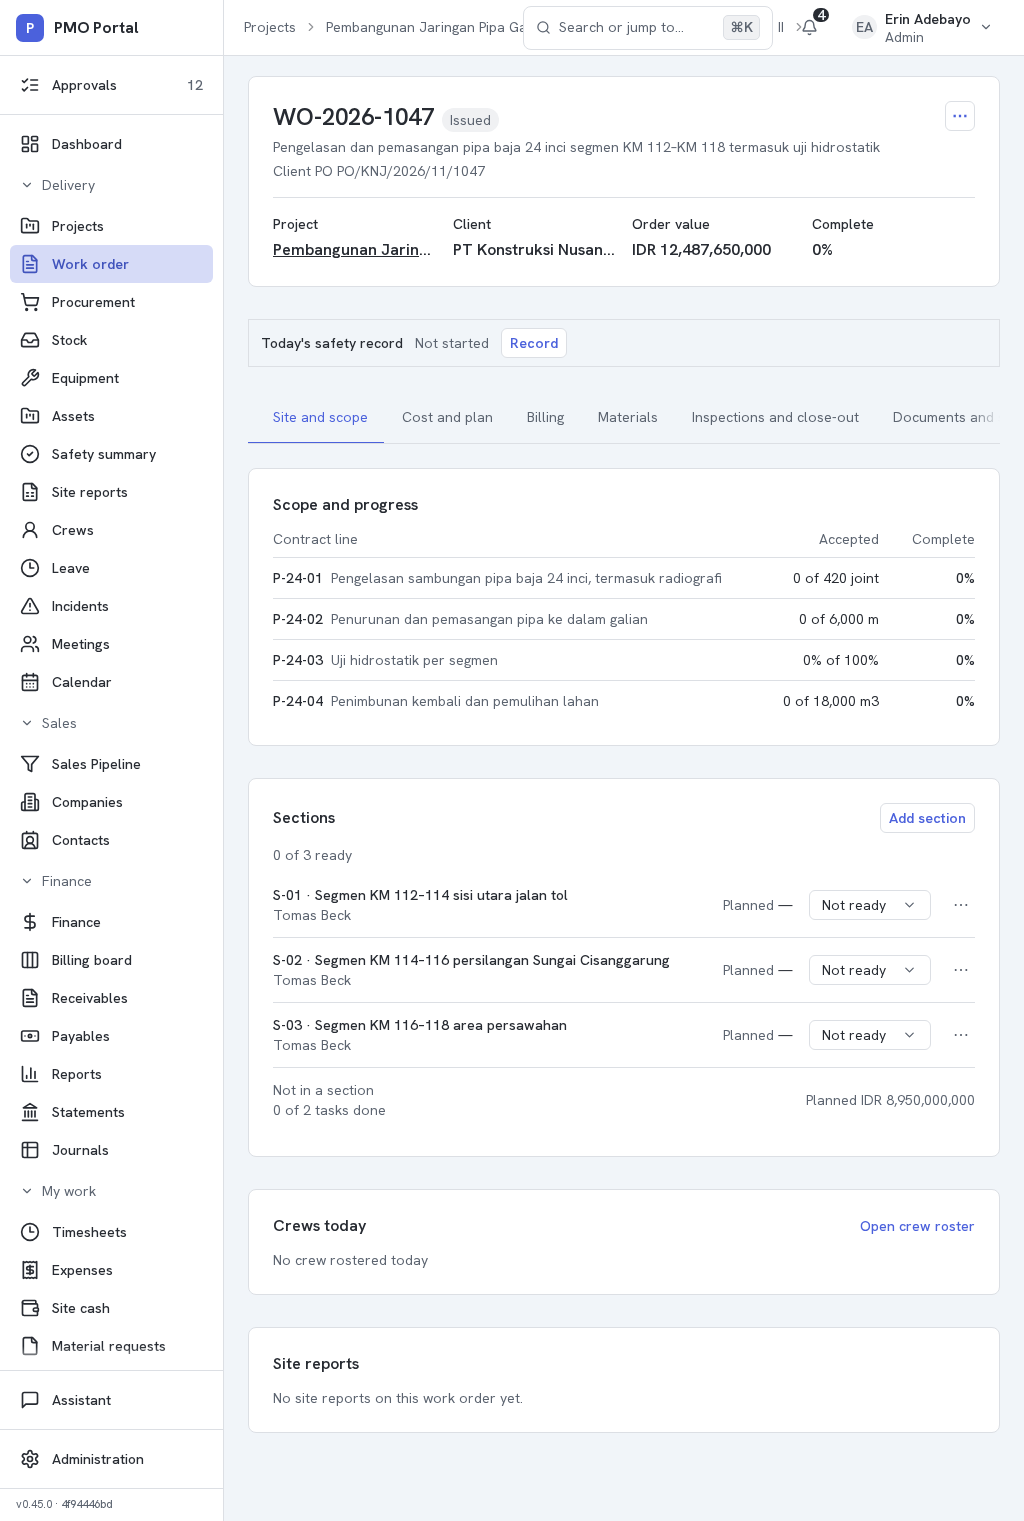 P PMO Portal
Projects > Pembangunan Jaringan Pipa Ga
Search or jump to... ⌘K
II
4
EA
Erin Adebayo
Admin
Approvals 12
Dashboard
Delivery
Projects
Work order
Procurement
Stock
Equipment
Assets
Safety summary
Site reports
Crews
Leave
Incidents
Meetings
Calendar
Sales
Sales Pipeline
Companies
Contacts
Finance
Finance
Billing board
Receivables
Payables
Reports
Statements
Journals
My work
Timesheets
Expenses
Site cash
Material requests
Assistant
Administration
v0.45.0 · 4f94446bd
WO-2026-1047 Issued
Pengelasan dan pemasangan pipa baja 24 inci segmen KM 112–KM 118 termasuk uji hidrostatik
Client PO PO/KNJ/2026/11/1047
Project Client Order value Complete
Pembangunan Jarin... PT Konstruksi Nusan... IDR 12,487,650,000 0%
Today's safety record Not started Record
Site and scope Cost and plan Billing Materials Inspections and close-out Documents and
Scope and progress
Contract line Accepted Complete
P-24-01 Pengelasan sambungan pipa baja 24 inci, termasuk radiografi 0 of 420 joint 0%
P-24-02 Penurunan dan pemasangan pipa ke dalam galian 0 of 6,000 m 0%
P-24-03 Uji hidrostatik per segmen 0% of 100% 0%
P-24-04 Penimbunan kembali dan pemulihan lahan 0 of 18,000 m3 0%
Sections Add section
0 of 3 ready
S-01 · Segmen KM 112–114 sisi utara jalan tol
Tomas Beck
Planned — Not ready
S-02 · Segmen KM 114–116 persilangan Sungai Cisanggarung
Tomas Beck
Planned — Not ready
S-03 · Segmen KM 116–118 area persawahan
Tomas Beck
Planned — Not ready
Not in a section
0 of 2 tasks done
Planned IDR 8,950,000,000
Crews today Open crew roster
No crew rostered today
Site reports
No site reports on this work order yet.